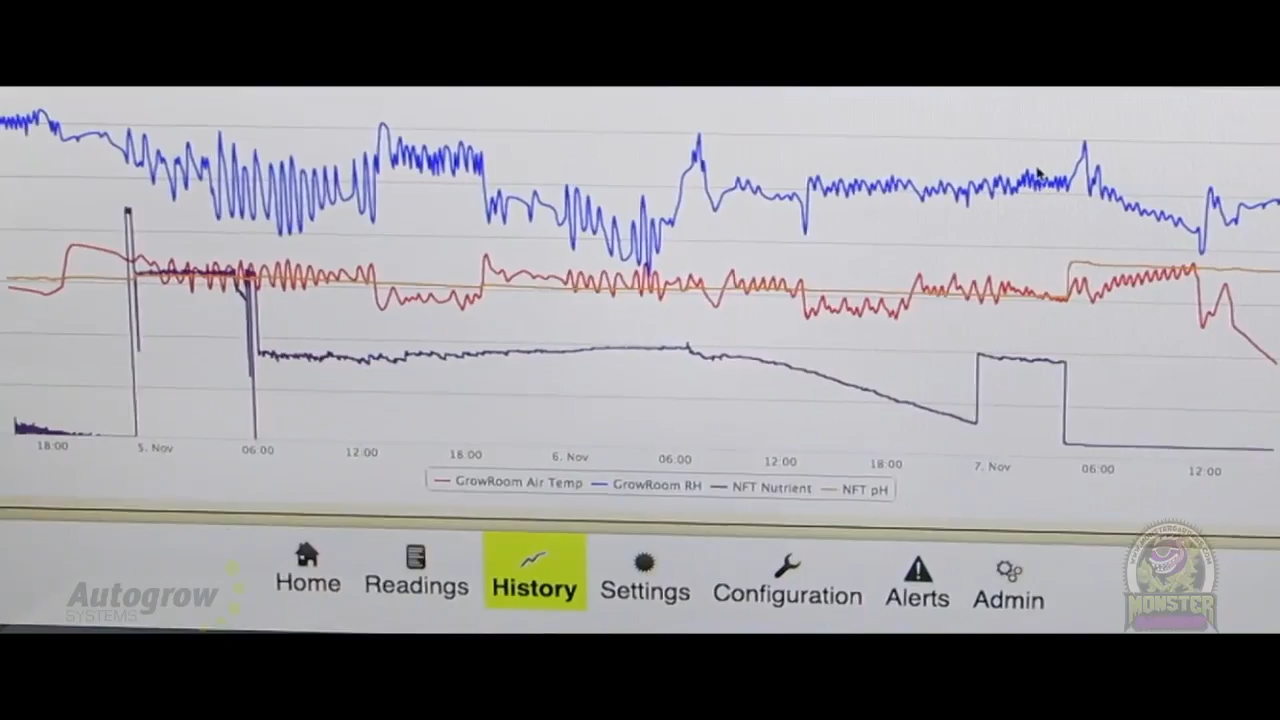 18:00 5. Nov 06:00 12:00 18:00 6. Nov 06:00 12:00 18:00 7. Nov 06:00 12:00
GrowRoom Air Temp GrowRoom RH NFT Nutrient NFT pH
Home Readings History Settings Configuration Alerts Admin
Autogrow
SYSTEMS
MONSTER